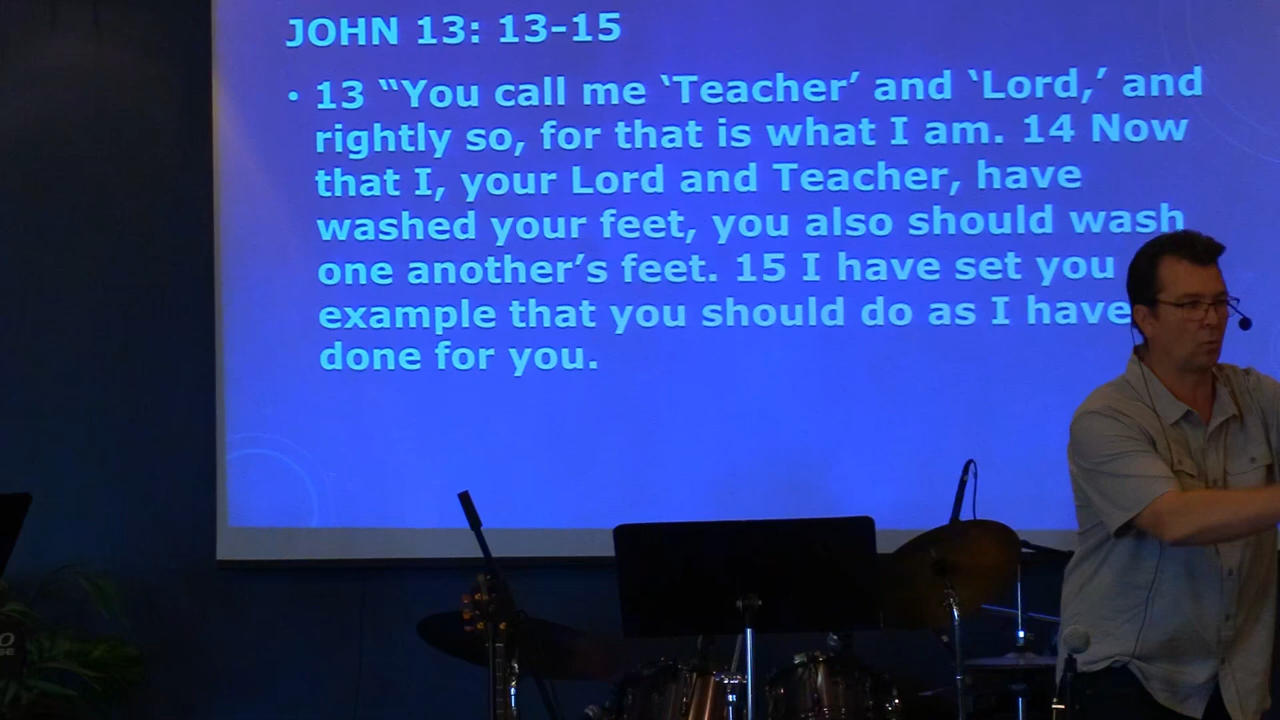 JOHN 13: 13-15
• 13 “You call me ‘Teacher’ and ‘Lord,’ and
rightly so, for that is what I am. 14 Now
that I, your Lord and Teacher, have
washed your feet, you also should wash
one another’s feet. 15 I have set you
example that you should do as I have
done for you.